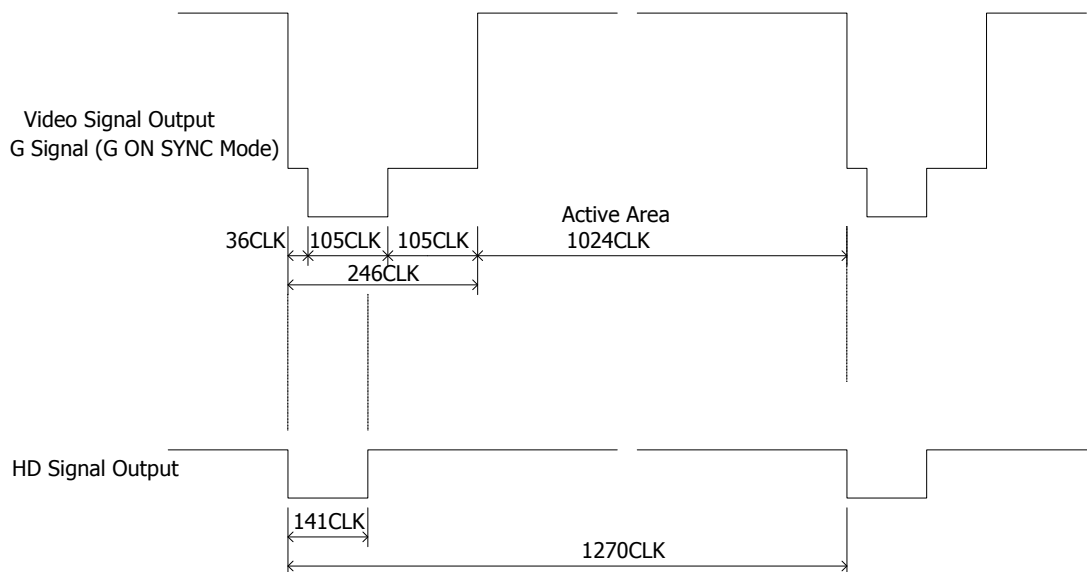 Video Signal Output
G Signal (G ON SYNC Mode)
Active Area
36CLK 105CLK 105CLK 1024CLK
246CLK
HD Signal Output
141CLK
1270CLK